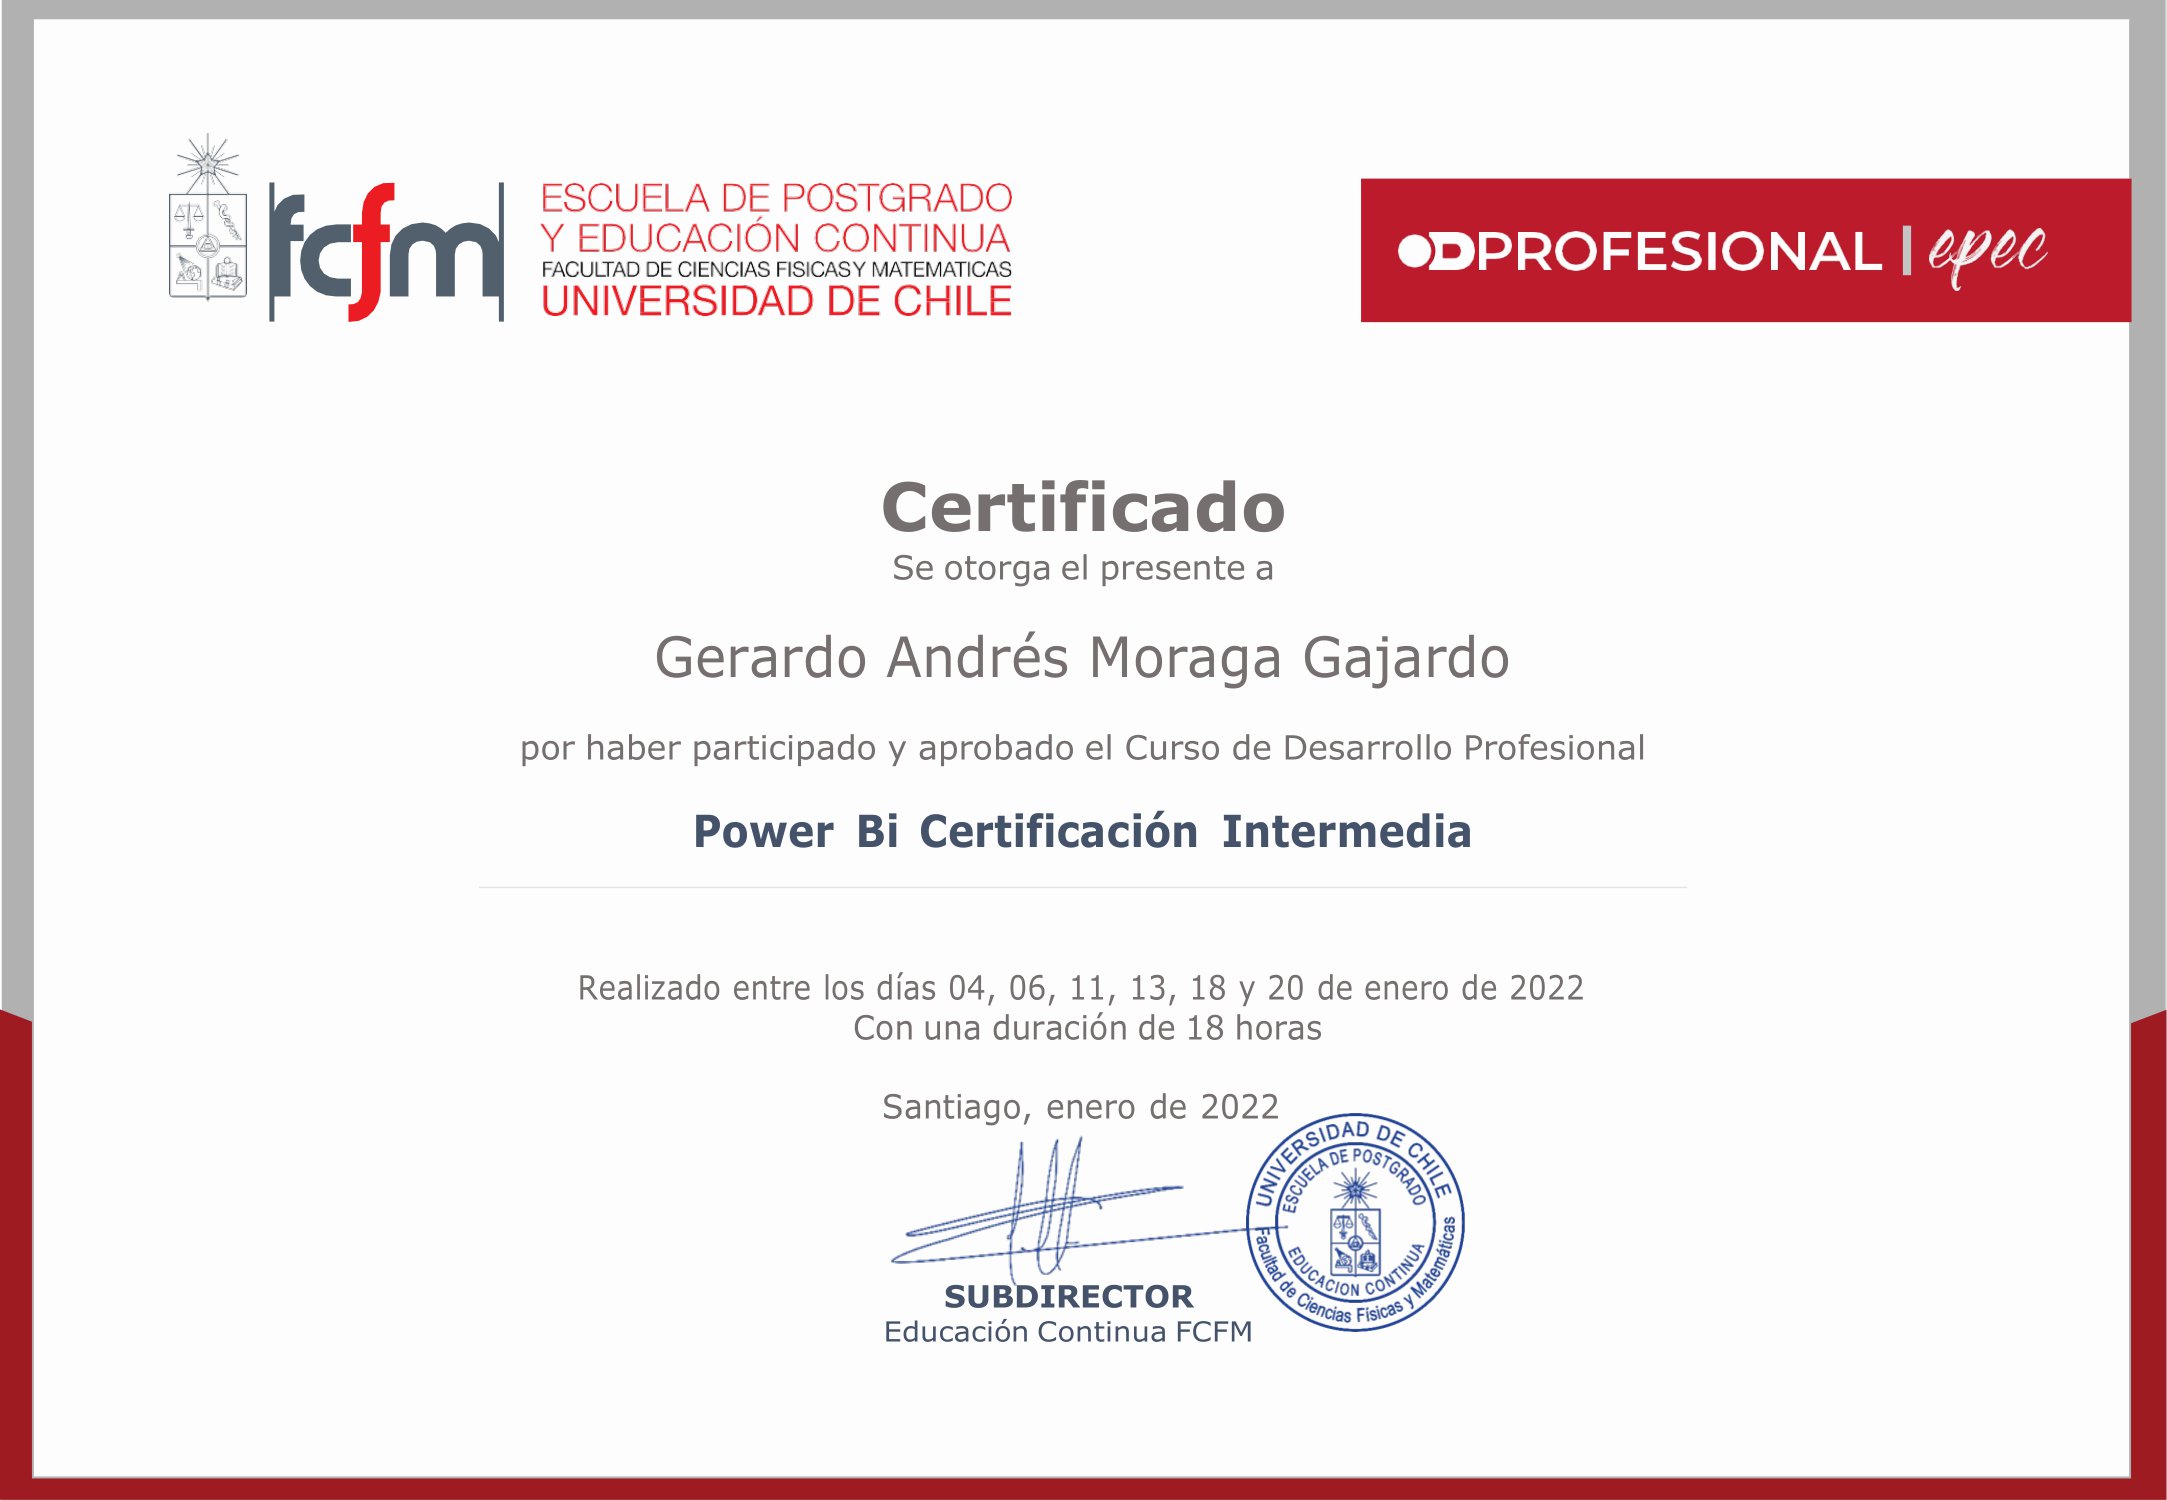 fcfm
ESCUELA DE POSTGRADO
Y EDUCACIÓN CONTINUA
FACULTAD DE CIENCIAS FISICAS Y MATEMATICAS
UNIVERSIDAD DE CHILE
DPROFESIONAL | epec
Certificado
Se otorga el presente a
Gerardo Andrés Moraga Gajardo
por haber participado y aprobado el Curso de Desarrollo Profesional
Power Bi Certificación Intermedia
Realizado entre los días 04, 06, 11, 13, 18 y 20 de enero de 2022
Con una duración de 18 horas
Santiago, enero de 2022
UNIVERSIDAD DE CHILE
ESCUELA DE POSTGRADO
EDUCACION CONTINUA
Facultad de Ciencias Físicas y Matemáticas
SUBDIRECTOR
Educación Continua FCFM